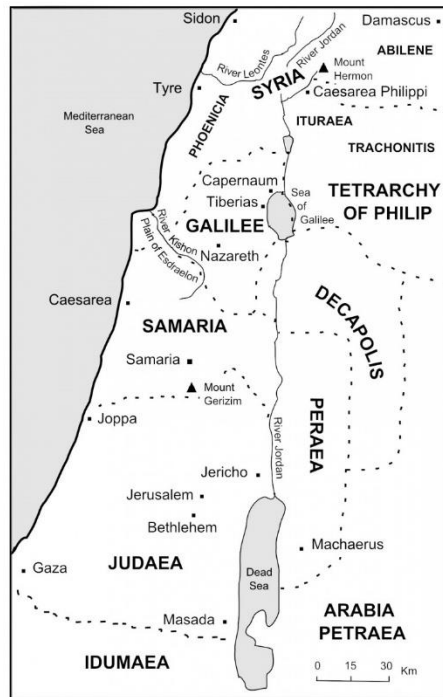 Sidon
Damascus
ABILENE
River Leontes
River Jordan
Mount
Hermon
Tyre
SYRIA
Caesarea Philippi
Mediterranean
Sea
PHOENICIA
ITURAEA
TRACHONITIS
Capernaum
Tiberias
Sea
of
Galilee
TETRARCHY
OF PHILIP
GALILEE
River Kishon
Plain of Esdraelon
Nazareth
Caesarea
DECAPOLIS
SAMARIA
Samaria
Mount
Gerizim
PERAEA
Joppa
River Jordan
Jericho
Jerusalem
Bethlehem
Machaerus
JUDAEA
Gaza
Dead
Sea
Masada
ARABIA
PETRAEA
IDUMAEA
0 15 30
Km